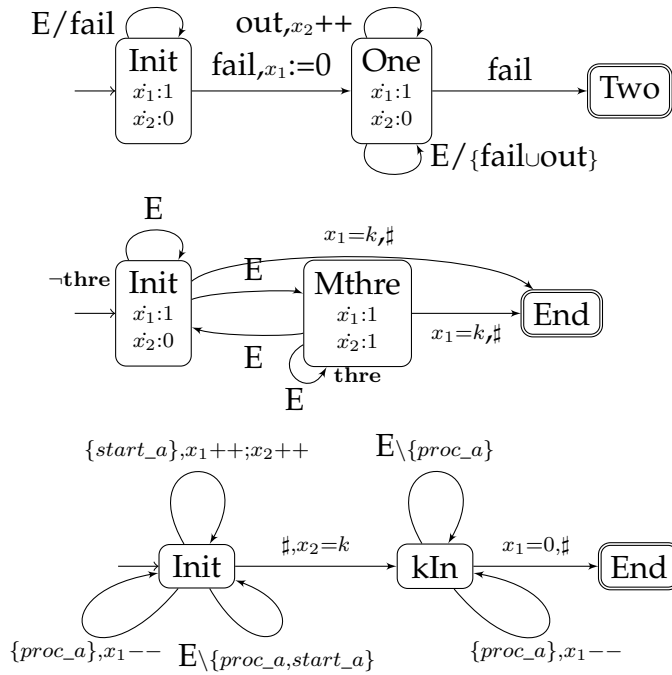 E/fail
out,x₂++
Init
ẋ₁:1
ẋ₂:0
fail,x₁:=0
One
ẋ₁:1
ẋ₂:0
fail
Two
E/{fail∪out}
E
x₁=k,♯
¬thre
Init
ẋ₁:1
ẋ₂:0
E
Mthre
ẋ₁:1
ẋ₂:1
End
x₁=k,♯
E
thre
E
{start_a},x₁++;x₂++
E\{proc_a}
Init
♯,x₂=k
kIn
x₁=0,♯
End
{proc_a},x₁−−
E\{proc_a,start_a}
{proc_a},x₁−−